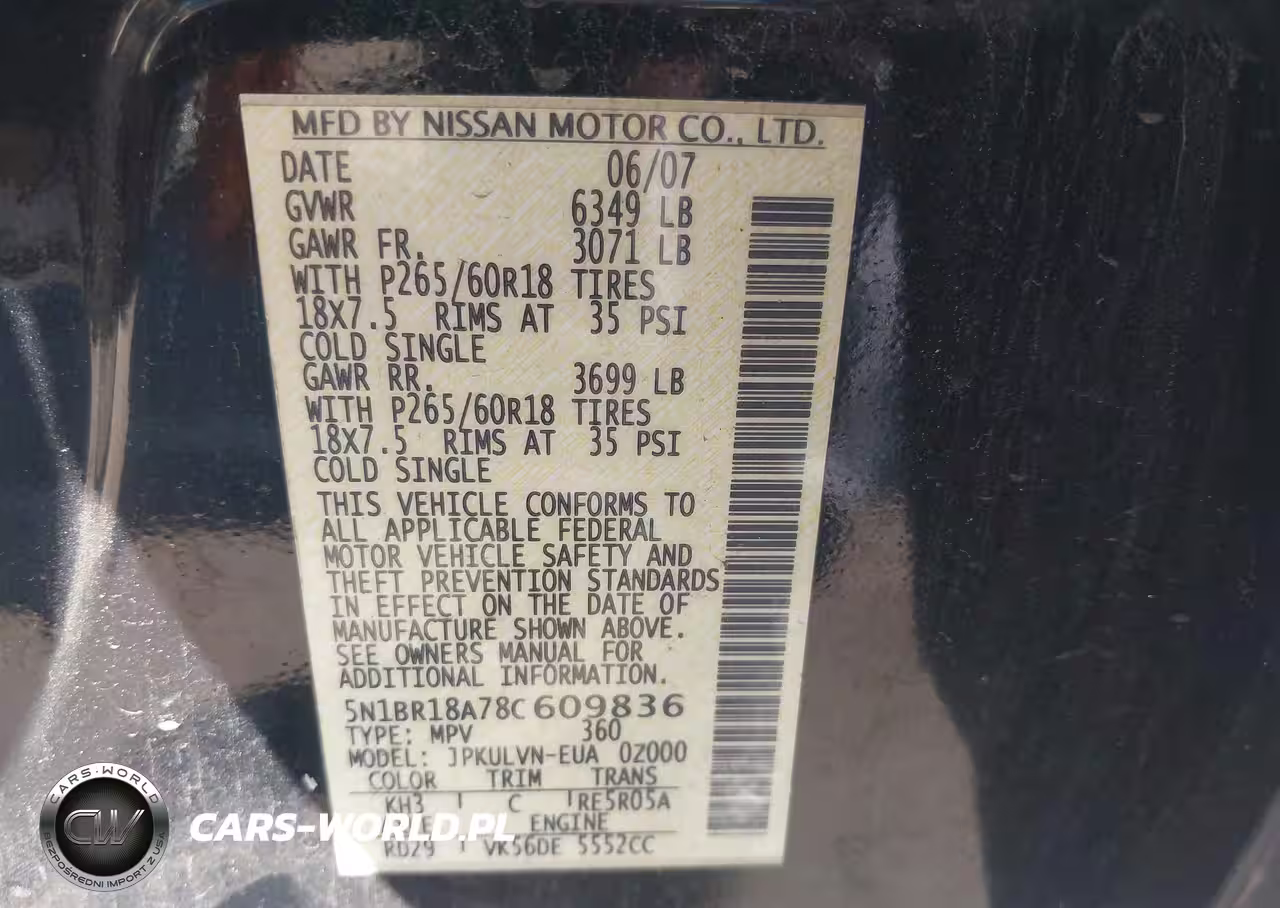 MFD BY NISSAN MOTOR CO., LTD.
DATE 06/07
GVWR 6349 LB
GAWR FR. 3071 LB
WITH P265/60R18 TIRES
18X7.5 RIMS AT 35 PSI
COLD SINGLE
GAWR RR. 3699 LB
WITH P265/60R18 TIRES
18X7.5 RIMS AT 35 PSI
COLD SINGLE
THIS VEHICLE CONFORMS TO
ALL APPLICABLE FEDERAL
MOTOR VEHICLE SAFETY AND
THEFT PREVENTION STANDARDS
IN EFFECT ON THE DATE OF
MANUFACTURE SHOWN ABOVE.
SEE OWNERS MANUAL FOR
ADDITIONAL INFORMATION.
5N1BR18A78C609836
TYPE: MPV 360
MODEL: JPKULVN-EUA 0Z000
COLOR TRIM TRANS
KH3 C RE5R05A
ENGINE
RD29 VK56DE 5552CC
CARS-WORLD
CW
BEZPOŚREDNI IMPORT Z USA
CARS-WORLD.PL